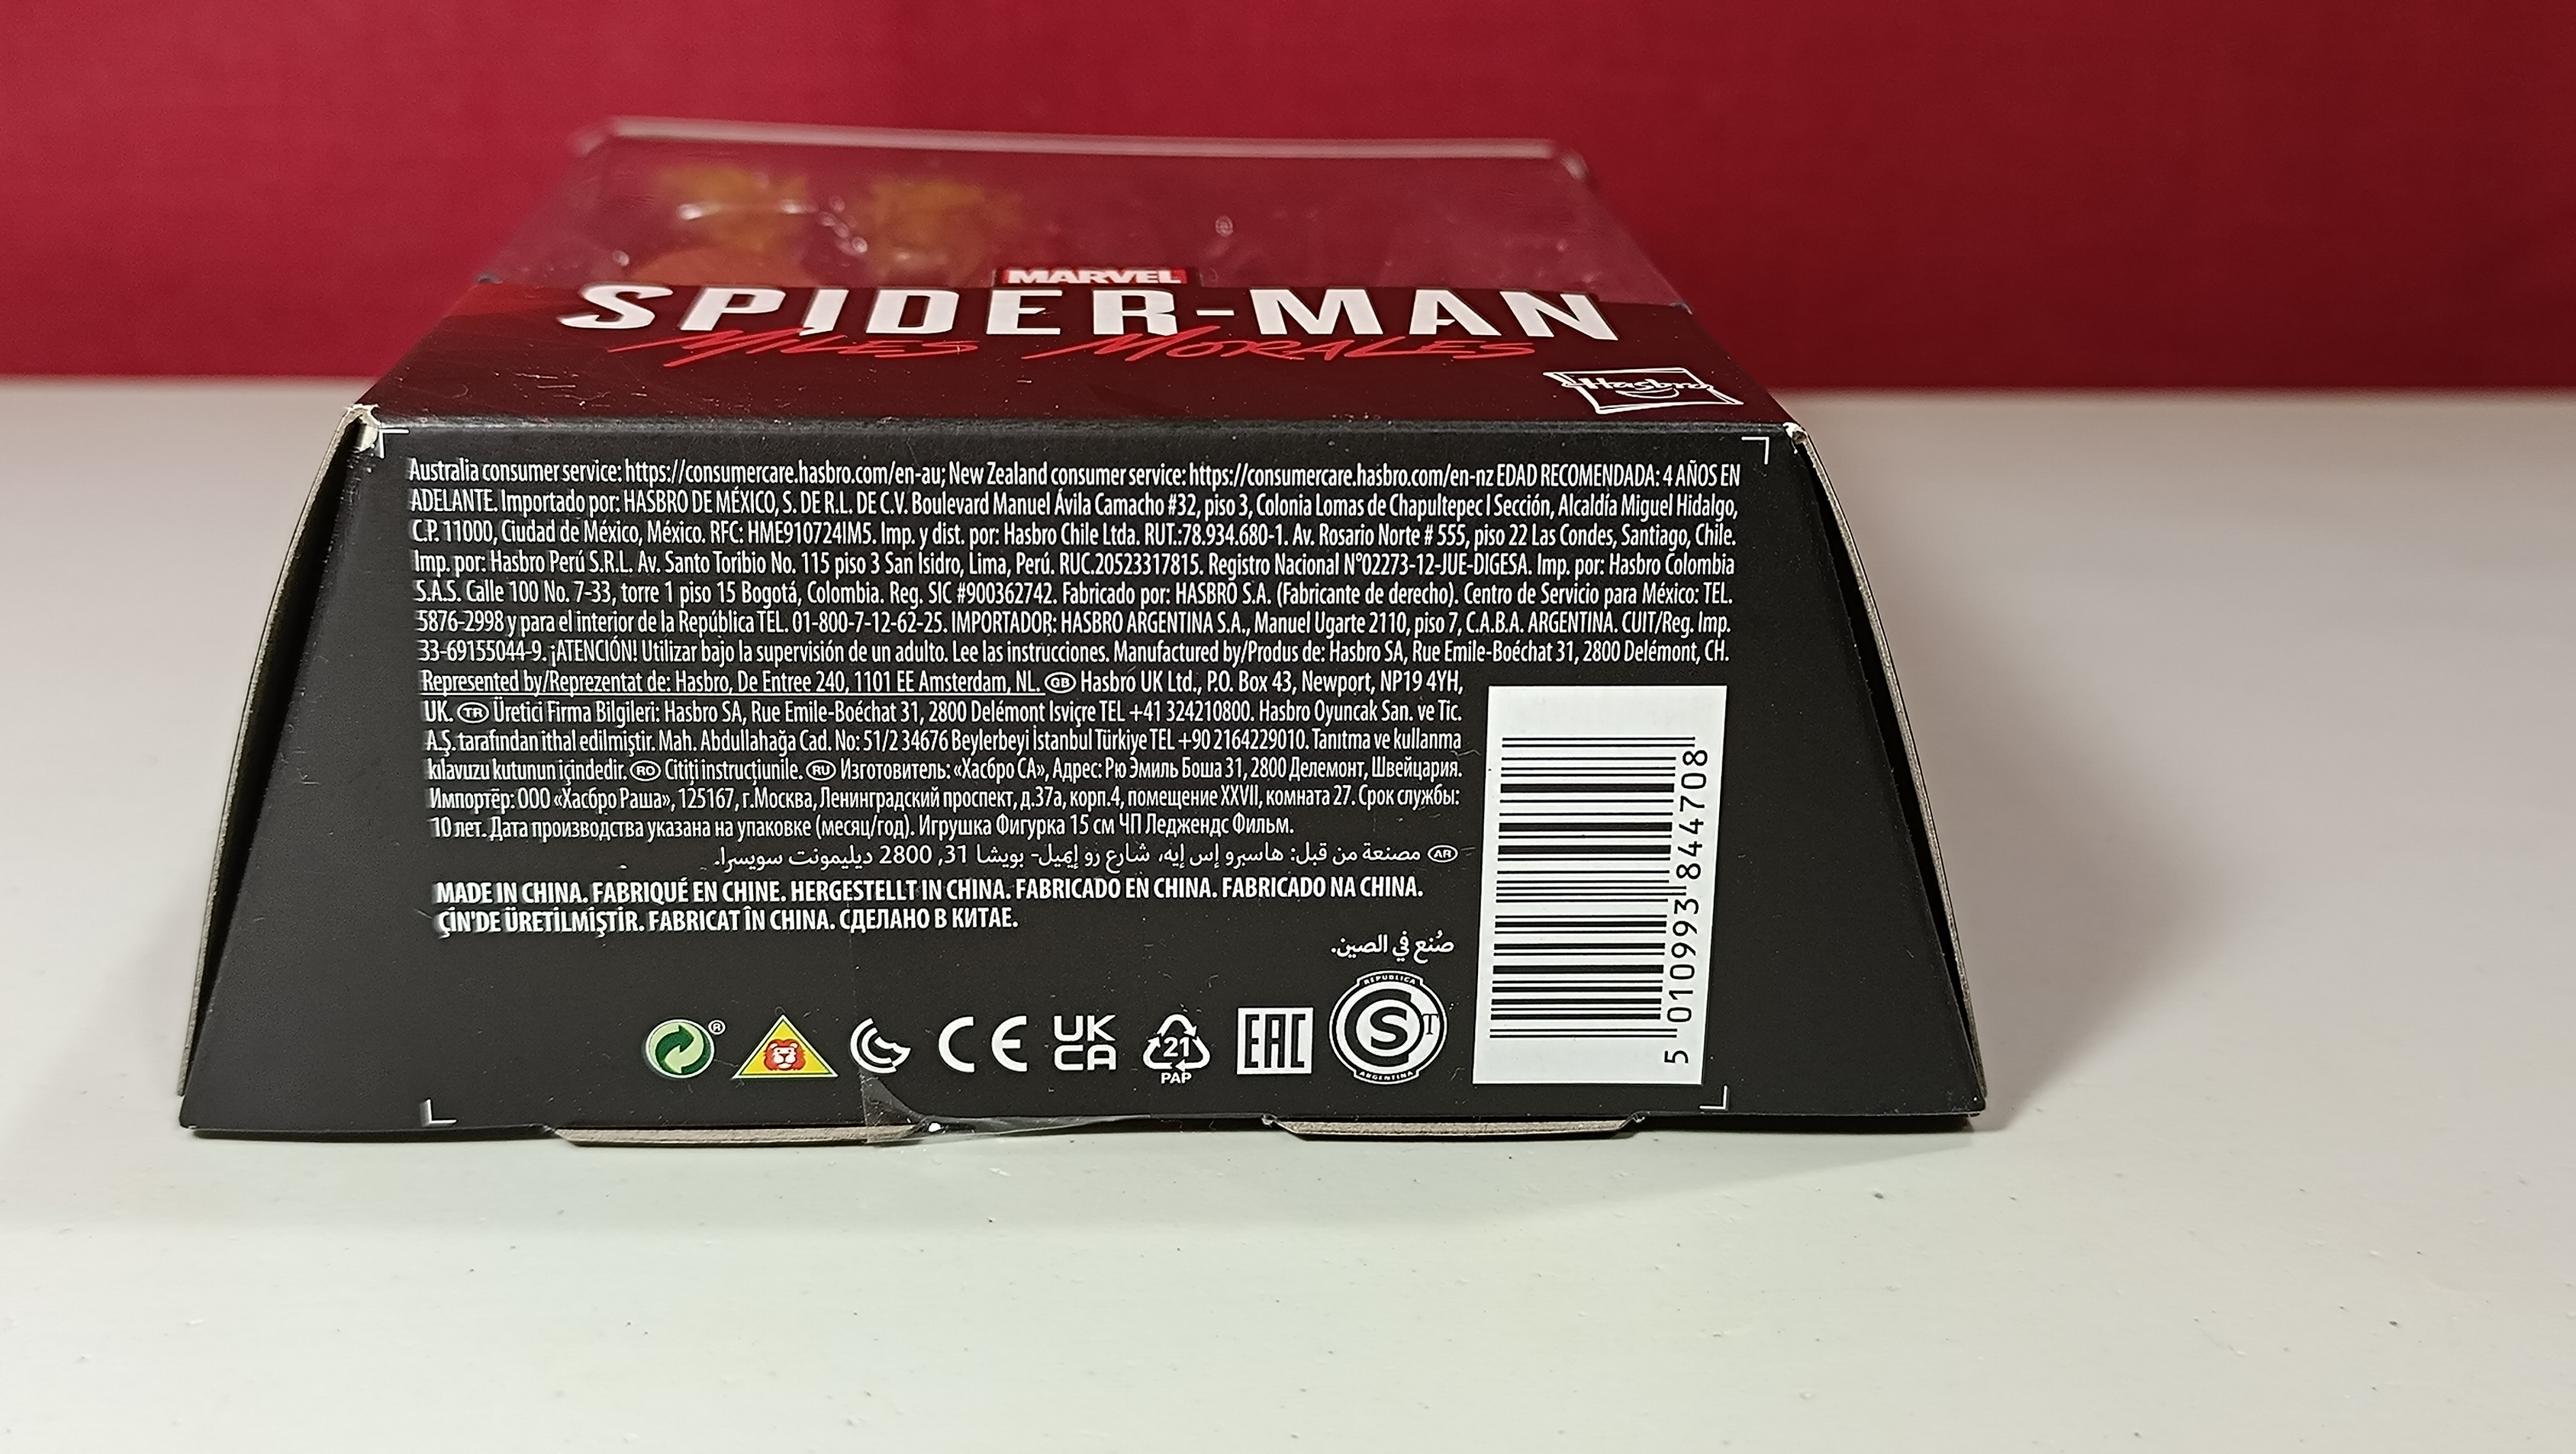 MARVEL
SPIDER-MAN
MILES MORALES
Hasbro
Australia consumer service: https://consumercare.hasbro.com/en-au; New Zealand consumer service: https://consumercare.hasbro.com/en-nz EDAD RECOMENDADA: 4 AÑOS EN
ADELANTE. Importado por: HASBRO DE MÉXICO, S. DE R.L. DE C.V. Boulevard Manuel Ávila Camacho #32, piso 3, Colonia Lomas de Chapultepec I Sección, Alcaldía Miguel Hidalgo,
C.P. 11000, Ciudad de México, México. RFC: HME910724IM5. Imp. y dist. por: Hasbro Chile Ltda. RUT.:78.934.680-1. Av. Rosario Norte # 555, piso 22 Las Condes, Santiago, Chile.
Imp. por: Hasbro Perú S.R.L. Av. Santo Toribio No. 115 piso 3 San Isidro, Lima, Perú. RUC.20523317815. Registro Nacional N°02273-12-JUE-DIGESA. Imp. por: Hasbro Colombia
S.A.S. Calle 100 No. 7-33, torre 1 piso 15 Bogotá, Colombia. Reg. SIC #900362742. Fabricado por: HASBRO S.A. (Fabricante de derecho). Centro de Servicio para México: TEL.
5876-2998 y para el interior de la República TEL. 01-800-7-12-62-25. IMPORTADOR: HASBRO ARGENTINA S.A., Manuel Ugarte 2110, piso 7, C.A.B.A. ARGENTINA. CUIT/Reg. Imp.
33-69155044-9. ¡ATENCIÓN! Utilizar bajo la supervisión de un adulto. Lee las instrucciones. Manufactured by/Produs de: Hasbro SA, Rue Emile-Boéchat 31, 2800 Delémont, CH.
Represented by/Reprezentat de: Hasbro, De Entree 240, 1101 EE Amsterdam, NL. GB Hasbro UK Ltd., P.O. Box 43, Newport, NP19 4YH,
UK. TR Üretici Firma Bilgileri: Hasbro SA, Rue Emile-Boéchat 31, 2800 Delémont Isviçre TEL +41 324210800. Hasbro Oyuncak San. ve Tic.
A.Ş. tarafından ithal edilmiştir. Mah. Abdullahağa Cad. No: 51/2 34676 Beylerbeyi İstanbul Türkiye TEL +90 2164229010. Tanıtma ve kullanma
kılavuzu kutunun içindedir. RO Citiți instrucțiunile. RU Изготовитель: «Хасбро СА», Адрес: Рю Эмиль Боша 31, 2800 Делемонт, Швейцария.
Импортёр: ООО «Хасбро Раша», 125167, г.Москва, Ленинградский проспект, д.37а, корп.4, помещение XXVII, комната 27. Срок службы:
10 лет. Дата производства указана на упаковке (месяц/год). Игрушка Фигурка 15 см ЧП Леджендс Фильм.
AR مصنعة من قبل: هاسبرو إس إيه، شارع رو إيميل- بويشا 31, 2800 ديليمونت سويسرا.
MADE IN CHINA. FABRIQUÉ EN CHINE. HERGESTELLT IN CHINA. FABRICADO EN CHINA. FABRICADO NA CHINA.
ÇİN'DE ÜRETİLMİŞTİR. FABRICAT ÎN CHINA. СДЕЛАНО В КИТАЕ.
صُنع في الصين.
® CE UK CA 21 PAP EAC REPUBLICA S T ARGENTINA
5 010993 844708